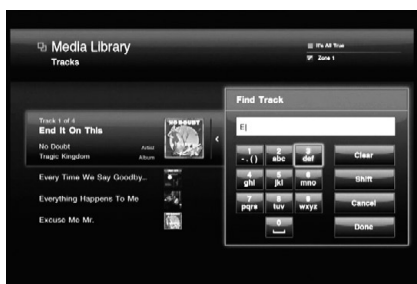 Media Library
Tracks
It's All True
Zone 1
Track 1 of 4
End It On This
No Doubt Artist
Tragic Kingdom Album
NO DOUBT
Every Time We Say Goodby...
Everything Happens To Me
Excuse Me Mr.
Find Track
E|
1 2 3
- . ( ) abc def
Clear
4 5 6
ghi jkl mno
Shift
7 8 9
pqrs tuv wxyz
Cancel
0
Done